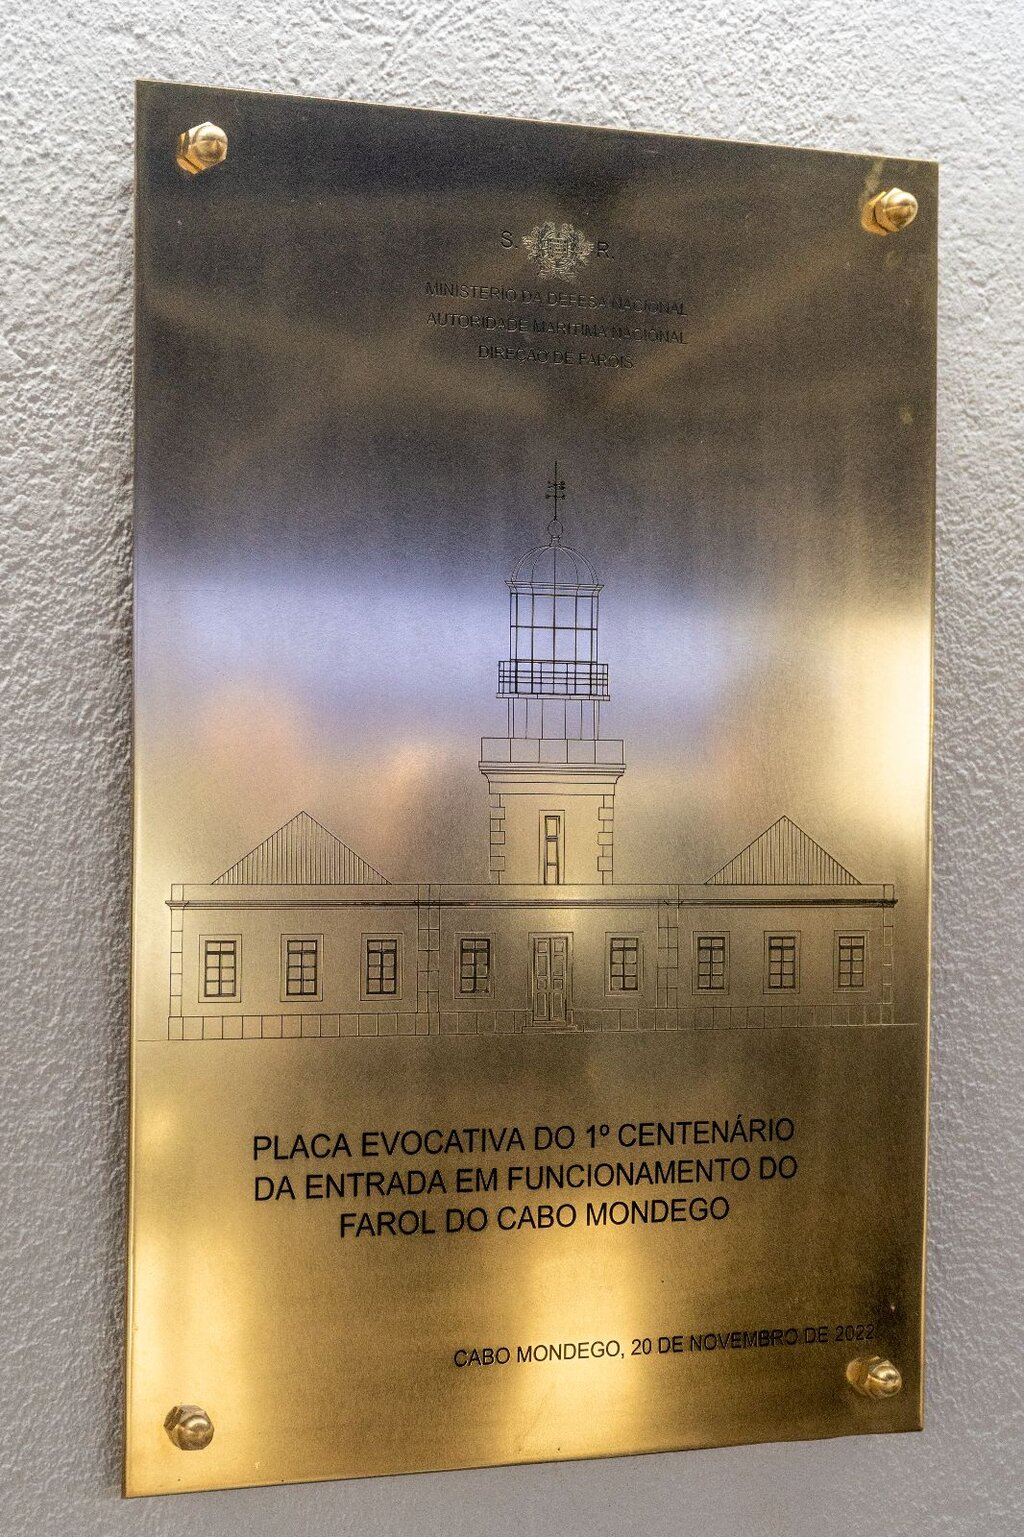 S. R.
MINISTÉRIO DA DEFESA NACIONAL
AUTORIDADE MARÍTIMA NACIONAL
DIREÇÃO DE FARÓIS
PLACA EVOCATIVA DO 1º CENTENÁRIO
DA ENTRADA EM FUNCIONAMENTO DO
FAROL DO CABO MONDEGO
CABO MONDEGO, 20 DE NOVEMBRO DE 2022